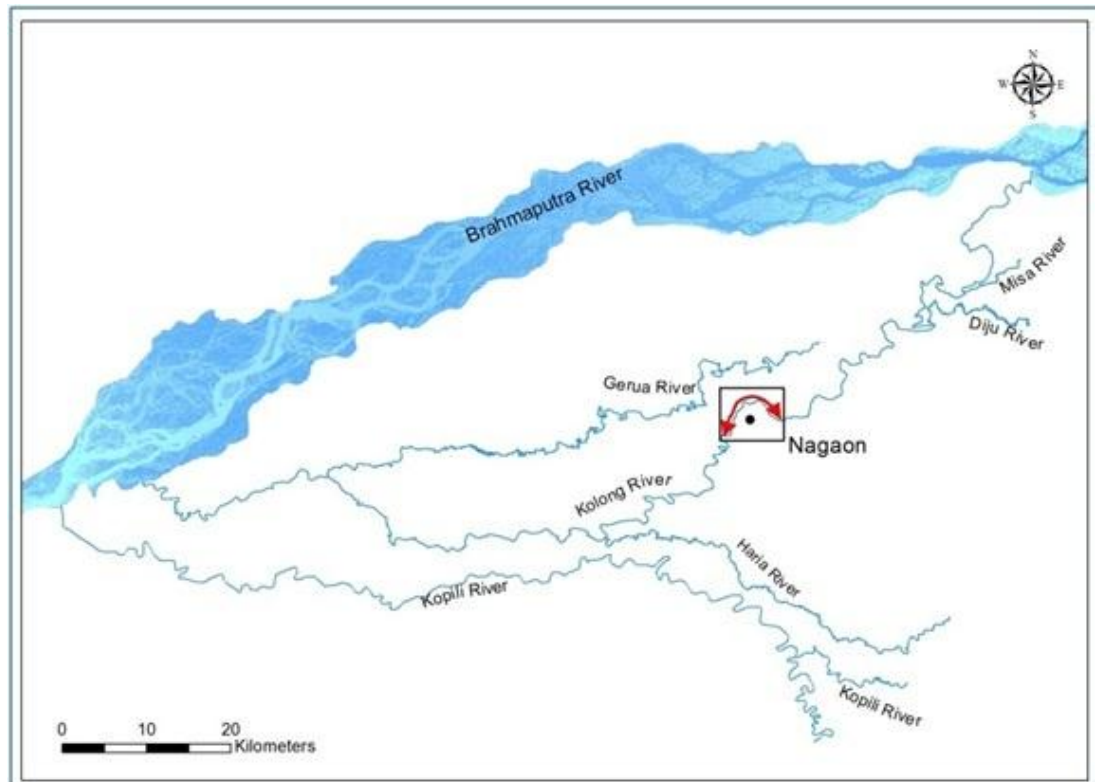 N
W E
S
Brahmaputra River
Misa River
Diju River
Gerua River
Nagaon
Kolong River
Haria River
Kopili River
Kopili River
0 10 20
Kilometers